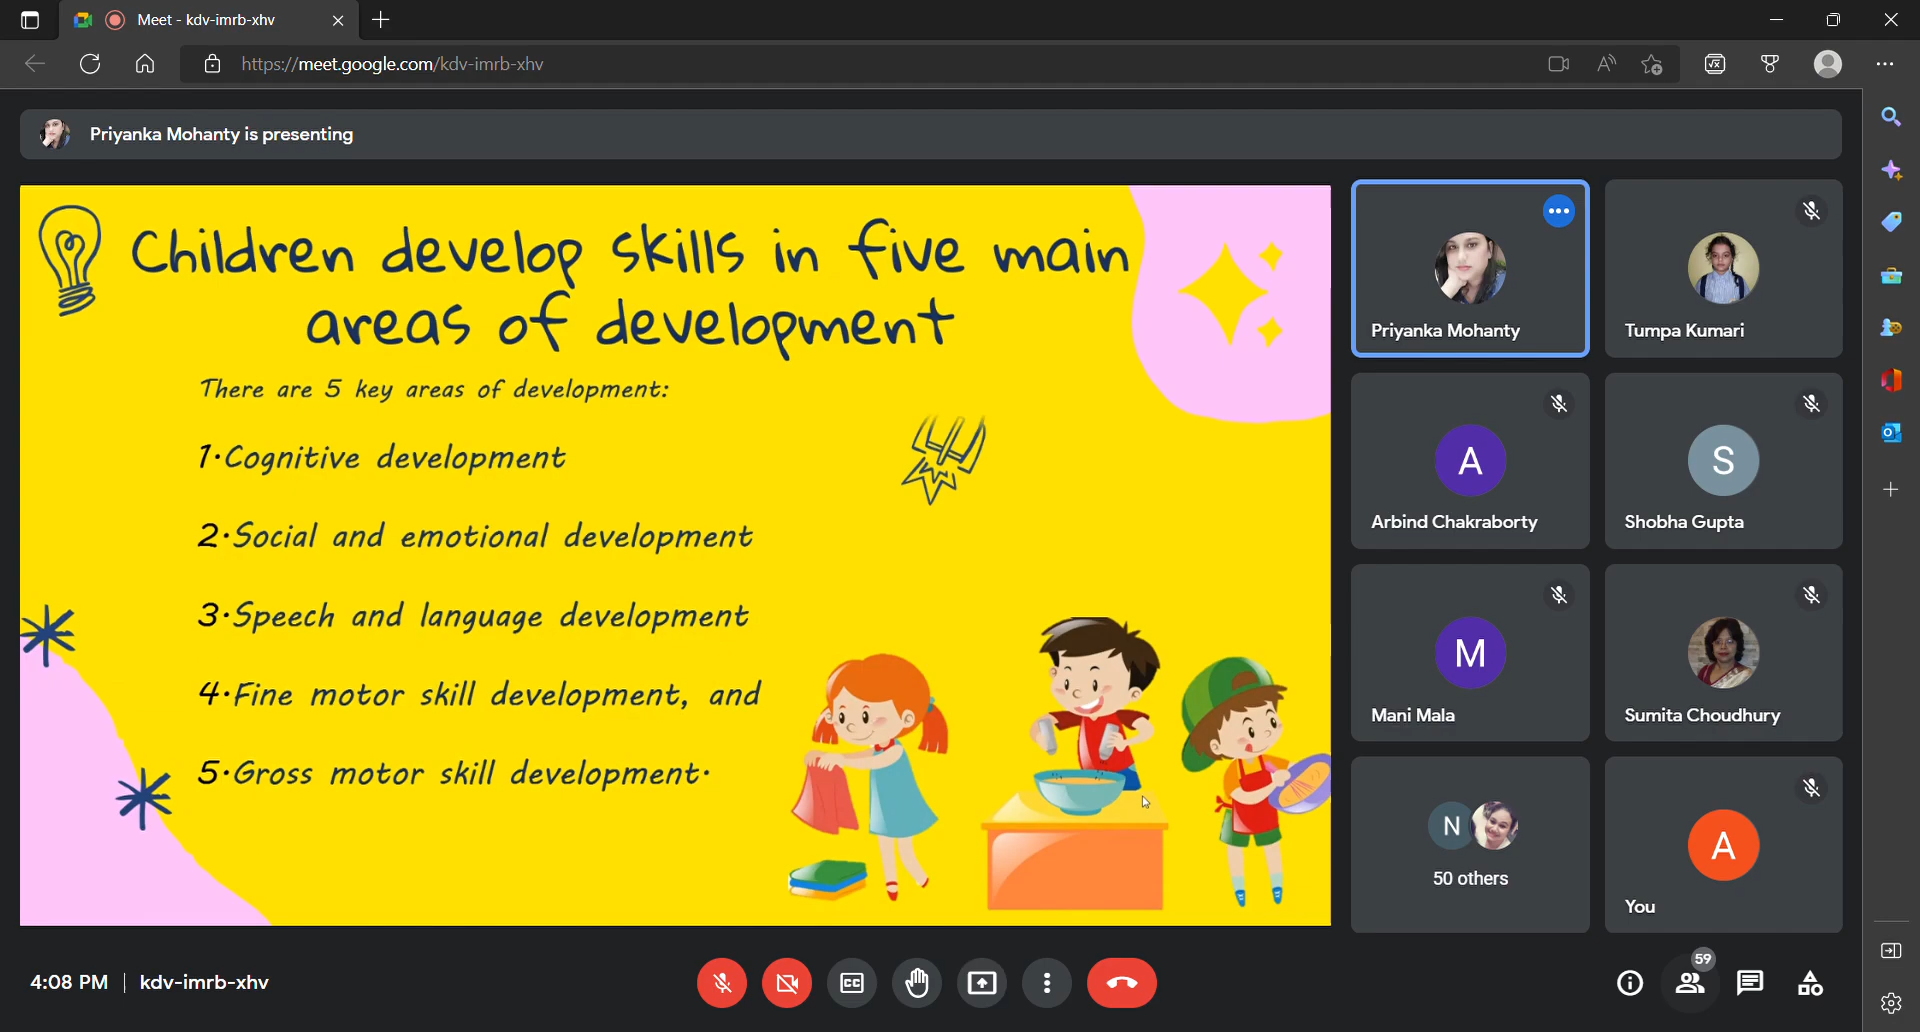 Meet - kdv-imrb-xhv
https://meet.google.com/kdv-imrb-xhv
Priyanka Mohanty is presenting
Children develop skills in five main
areas of development
There are 5 key areas of development:
1.Cognitive development
2.Social and emotional development
3.Speech and language development
4.Fine motor skill development, and
5.Gross motor skill development.
Priyanka Mohanty
Tumpa Kumari
A
Arbind Chakraborty
S
Shobha Gupta
M
Mani Mala
Sumita Choudhury
N
50 others
A
You
4:08 PM | kdv-imrb-xhv
CC
59